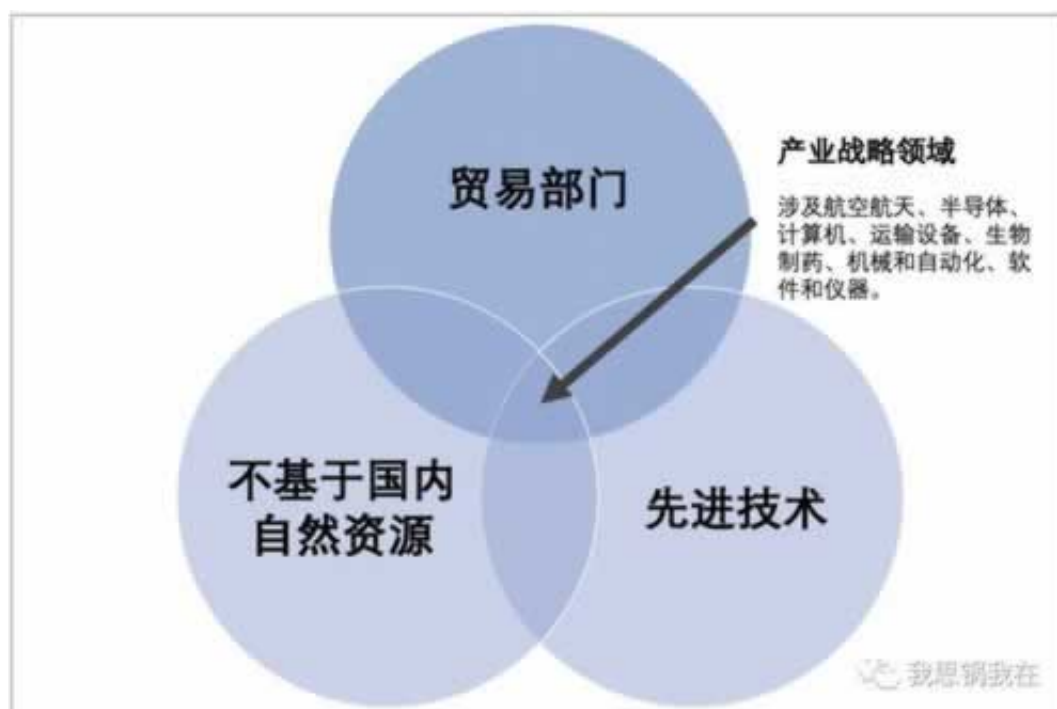 贸易部门
产业战略领域
涉及航空航天、半导体、
计算机、运输设备、生物
制药、机械和自动化、软
件和仪器。
不基于国内
自然资源
先进技术
我思锅我在